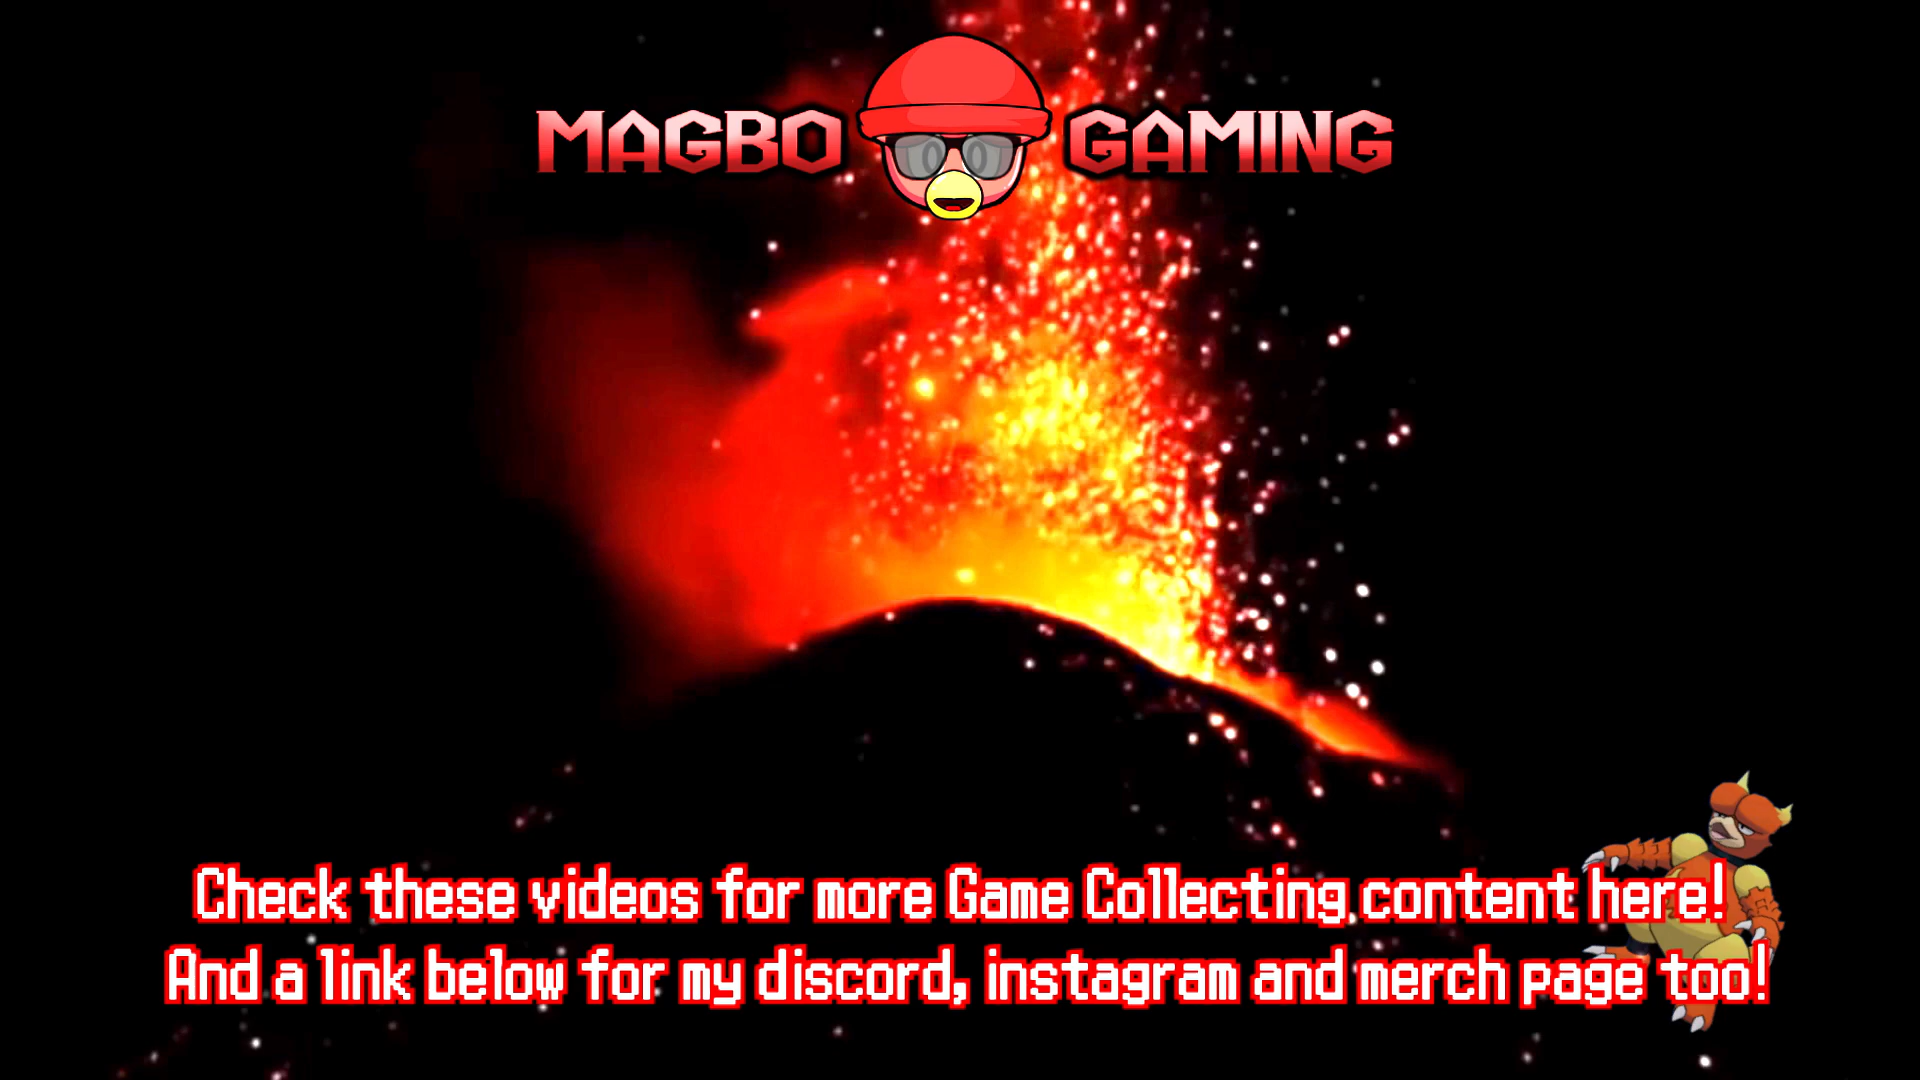 MAGBO GAMING
Check these videos for more Game Collecting content here!
And a link below for my discord, instagram and merch page too!